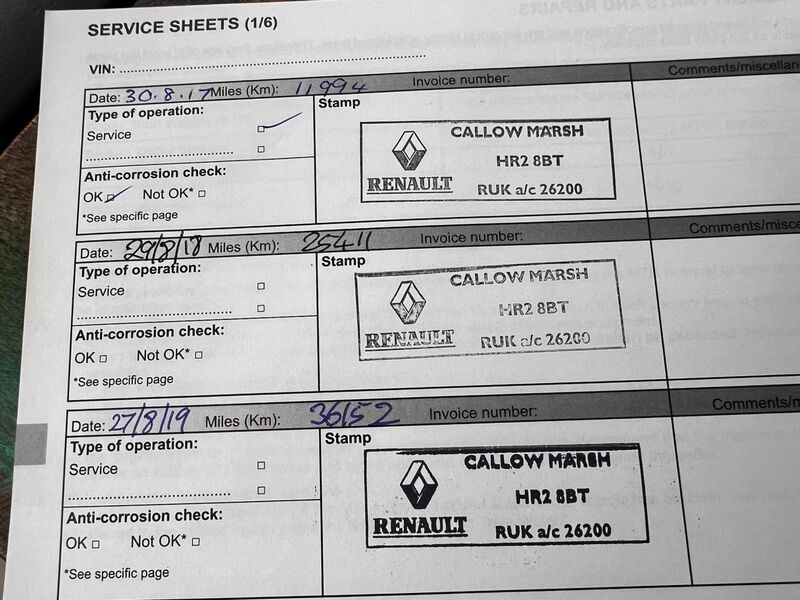 SERVICE SHEETS (1/6)
VIN: ..........................................................
Date: 30.8.17 Miles (Km): 11994 Invoice number: Comments/miscellan
Type of operation: Stamp
Service
CALLOW MARSH
HR2 8BT
RENAULT RUK a/c 26200
Anti-corrosion check:
OK Not OK*
*See specific page
Date: 29/8/18 Miles (Km): 25411 Invoice number: Comments/misce
Type of operation: Stamp
Service
CALLOW MARSH
HR2 8BT
RENAULT RUK a/c 26200
Anti-corrosion check:
OK Not OK*
*See specific page
Date: 27/8/19 Miles (Km): 36152 Invoice number: Comments/m
Type of operation: Stamp
Service
CALLOW MARSH
HR2 8BT
RENAULT RUK a/c 26200
Anti-corrosion check:
OK Not OK*
*See specific page